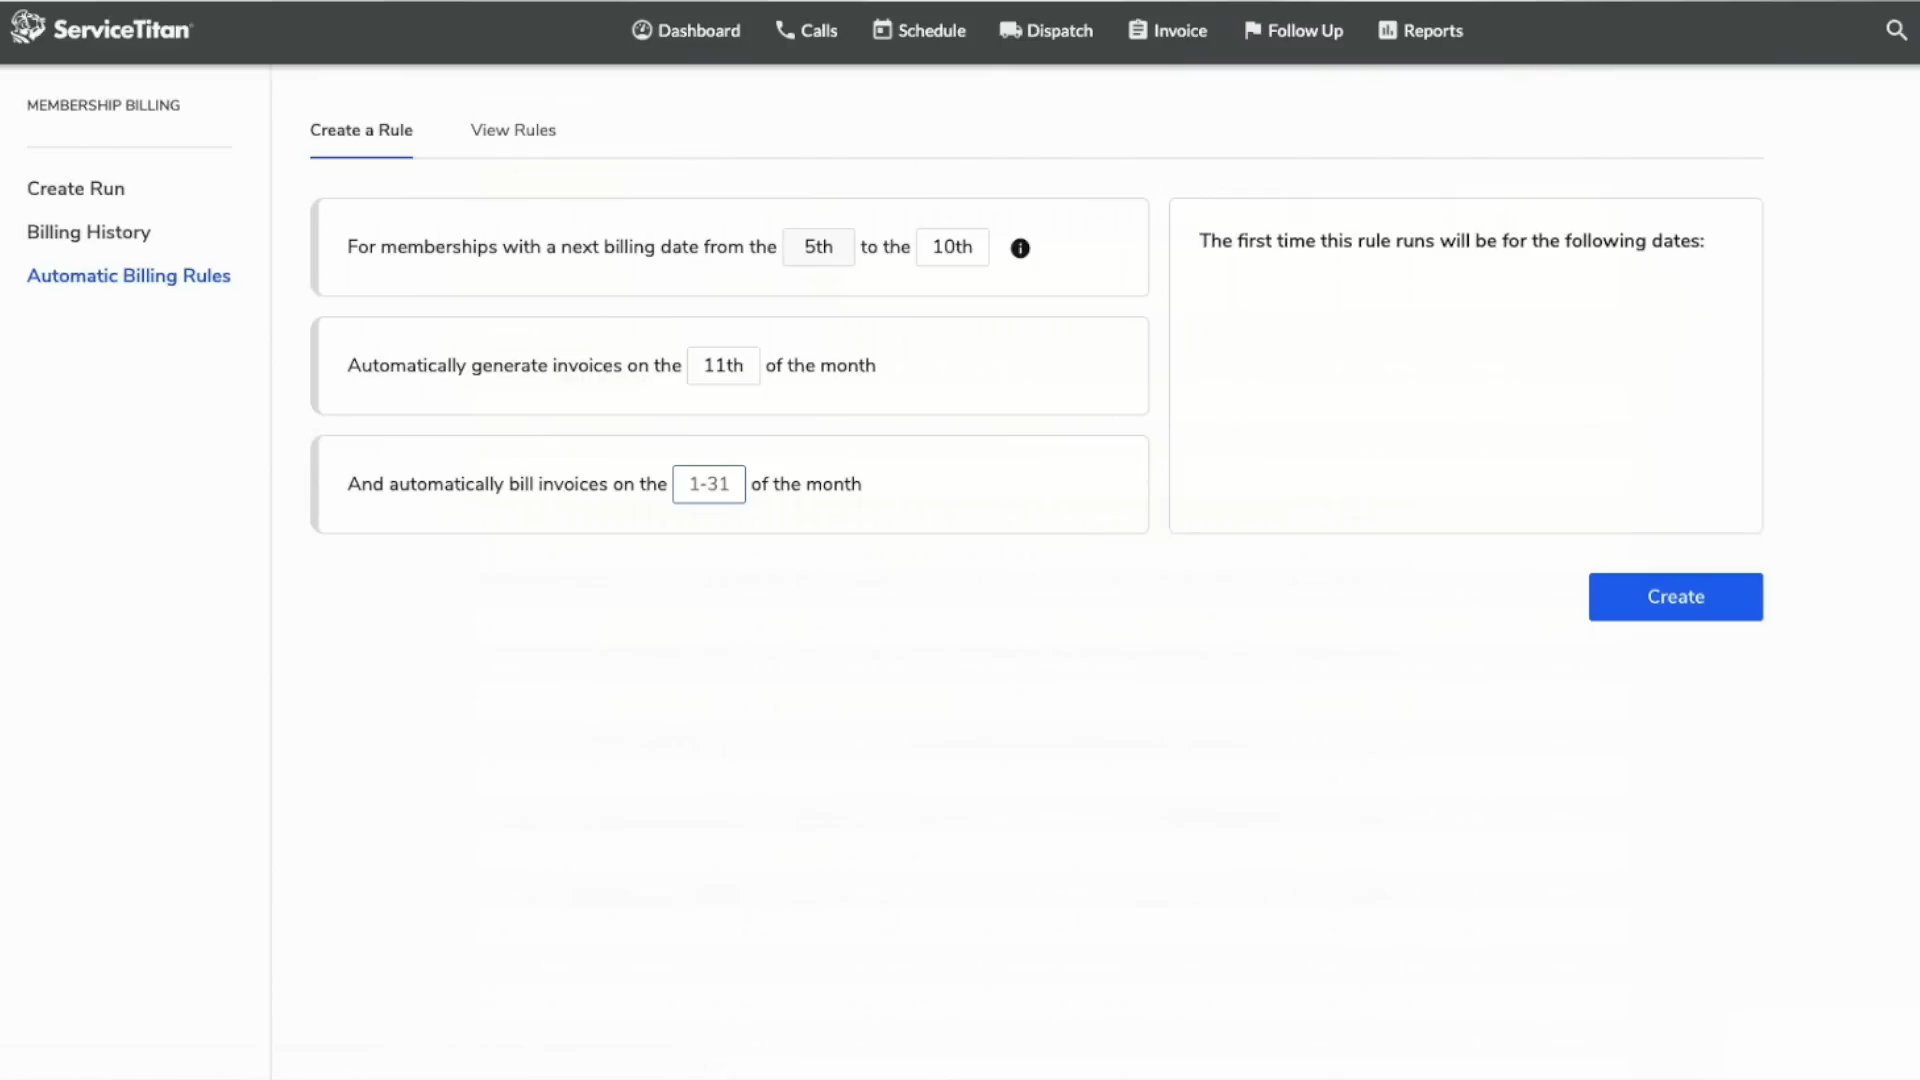 ServiceTitan
Dashboard
Calls
Schedule
Dispatch
Invoice
Follow Up
Reports
MEMBERSHIP BILLING
Create Run
Billing History
Automatic Billing Rules
Create a Rule
View Rules
For memberships with a next billing date from the 5th to the 10th
Automatically generate invoices on the 11th of the month
And automatically bill invoices on the 1-31 of the month
The first time this rule runs will be for the following dates:
Create